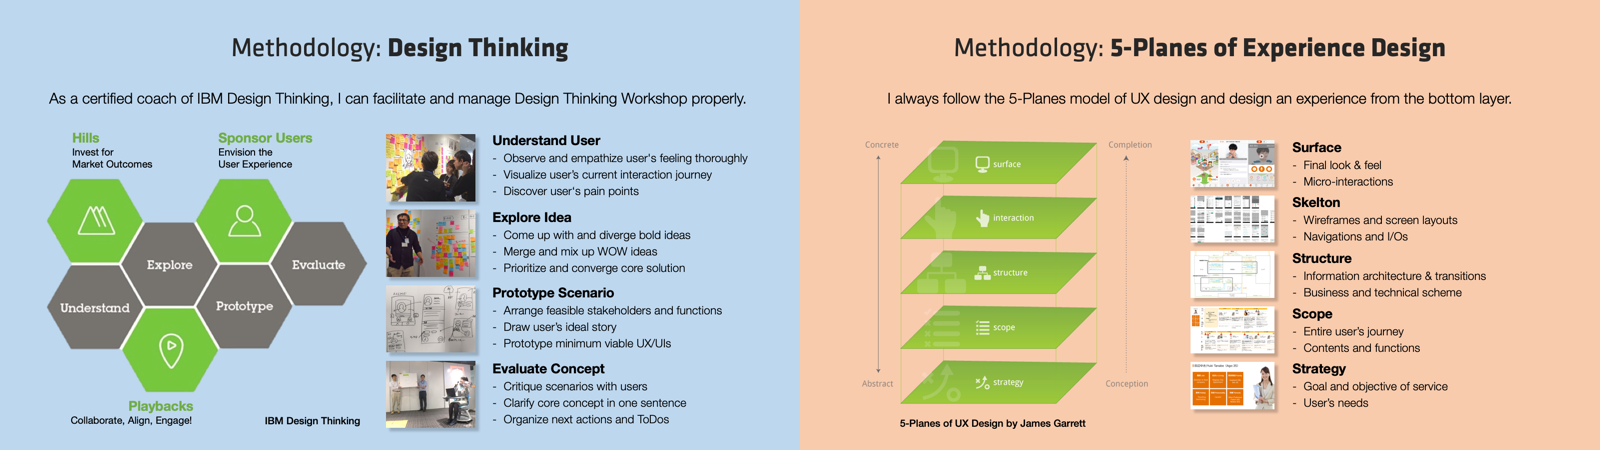 Methodology: Design Thinking
As a certified coach of IBM Design Thinking, I can facilitate and manage Design Thinking Workshop properly.
Hills
Invest for
Market Outcomes
Sponsor Users
Envision the
User Experience
Explore
Evaluate
Understand
Prototype
Playbacks
Collaborate, Align, Engage!
IBM Design Thinking
Understand User
- Observe and empathize user's feeling thoroughly
- Visualize user's current interaction journey
- Discover user's pain points
Explore Idea
- Come up with and diverge bold ideas
- Merge and mix up WOW ideas
- Prioritize and converge core solution
Prototype Scenario
- Arrange feasible stakeholders and functions
- Draw user's ideal story
- Prototype minimum viable UX/UIs
Evaluate Concept
- Critique scenarios with users
- Clarify core concept in one sentence
- Organize next actions and ToDos
Methodology: 5-Planes of Experience Design
I always follow the 5-Planes model of UX design and design an experience from the bottom layer.
Concrete
Completion
surface
interaction
structure
scope
strategy
Abstract
Conception
5-Planes of UX Design by James Garrett
Surface
- Final look & feel
- Micro-interactions
Skelton
- Wireframes and screen layouts
- Navigations and I/Os
Structure
- Information architecture & transitions
- Business and technical scheme
Scope
- Entire user's journey
- Contents and functions
Strategy
- Goal and objective of service
- User's needs